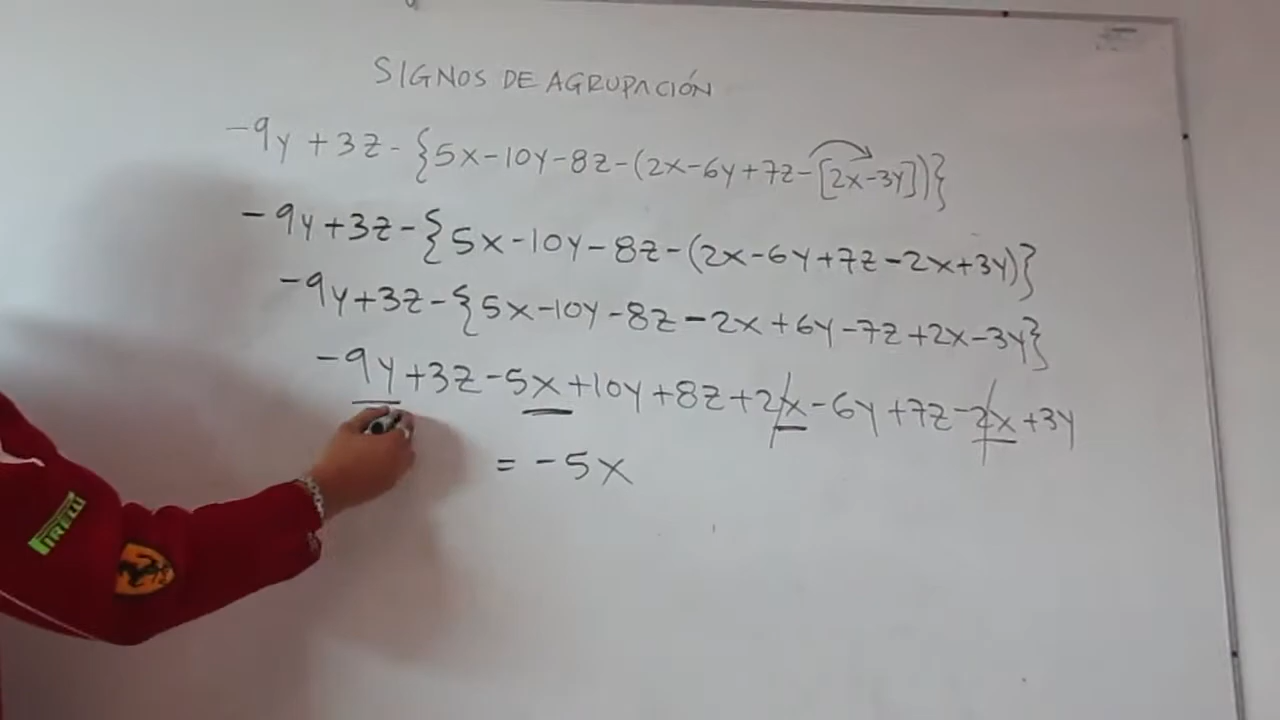 SIGNOS DE AGRUPACIÓN
-9y+3z-{5x-10y-8z-(2x-6y+7z-[2x-3y])}
-9y+3z-{5x-10y-8z-(2x-6y+7z-2x+3y)}
-9y+3z-{5x-10y-8z-2x+6y-7z+2x-3y}
-9y+3z-5x+10y+8z+2x-6y+7z-2x+3y
= -5x
PIRELLI